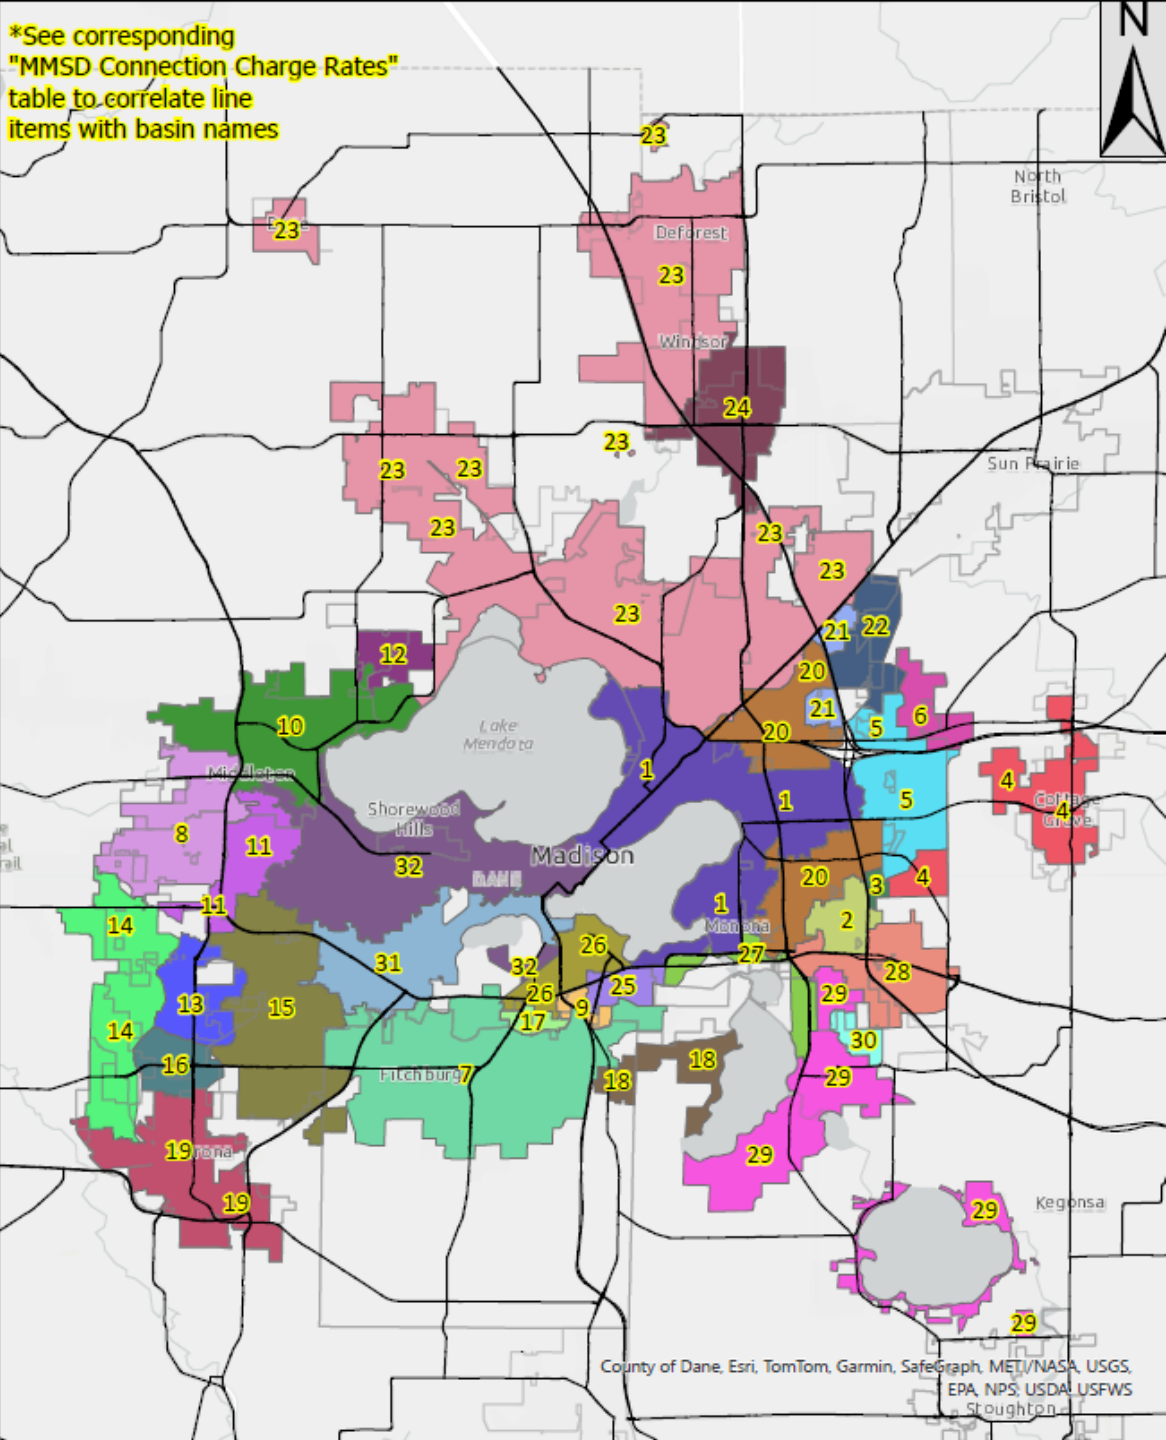 *See corresponding
"MMSD Connection Charge Rates"
table to correlate line
items with basin names
N
23
North
Bristol
23
Deforest
23
Windsor
24
23
Sun Prairie
23
23
23
23
23
23
21
22
12
20
21
6
10
5
20
Lake
Mendota
1
Middleton
4
5
1
Cottage
Grove
4
Shorewood
Hills
8
11
Madison
32
DANE
20
3
4
11
1
2
14
Monona
26
27
31
32
28
25
26
29
13
15
9
17
14
30
16
18
Fitchburg
7
18
29
19
rona
29
19
Kegonsa
29
29
County of Dane, Esri, TomTom, Garmin, SafeGraph, METI/NASA, USGS,
EPA, NPS, USDA, USFWS
Stoughton